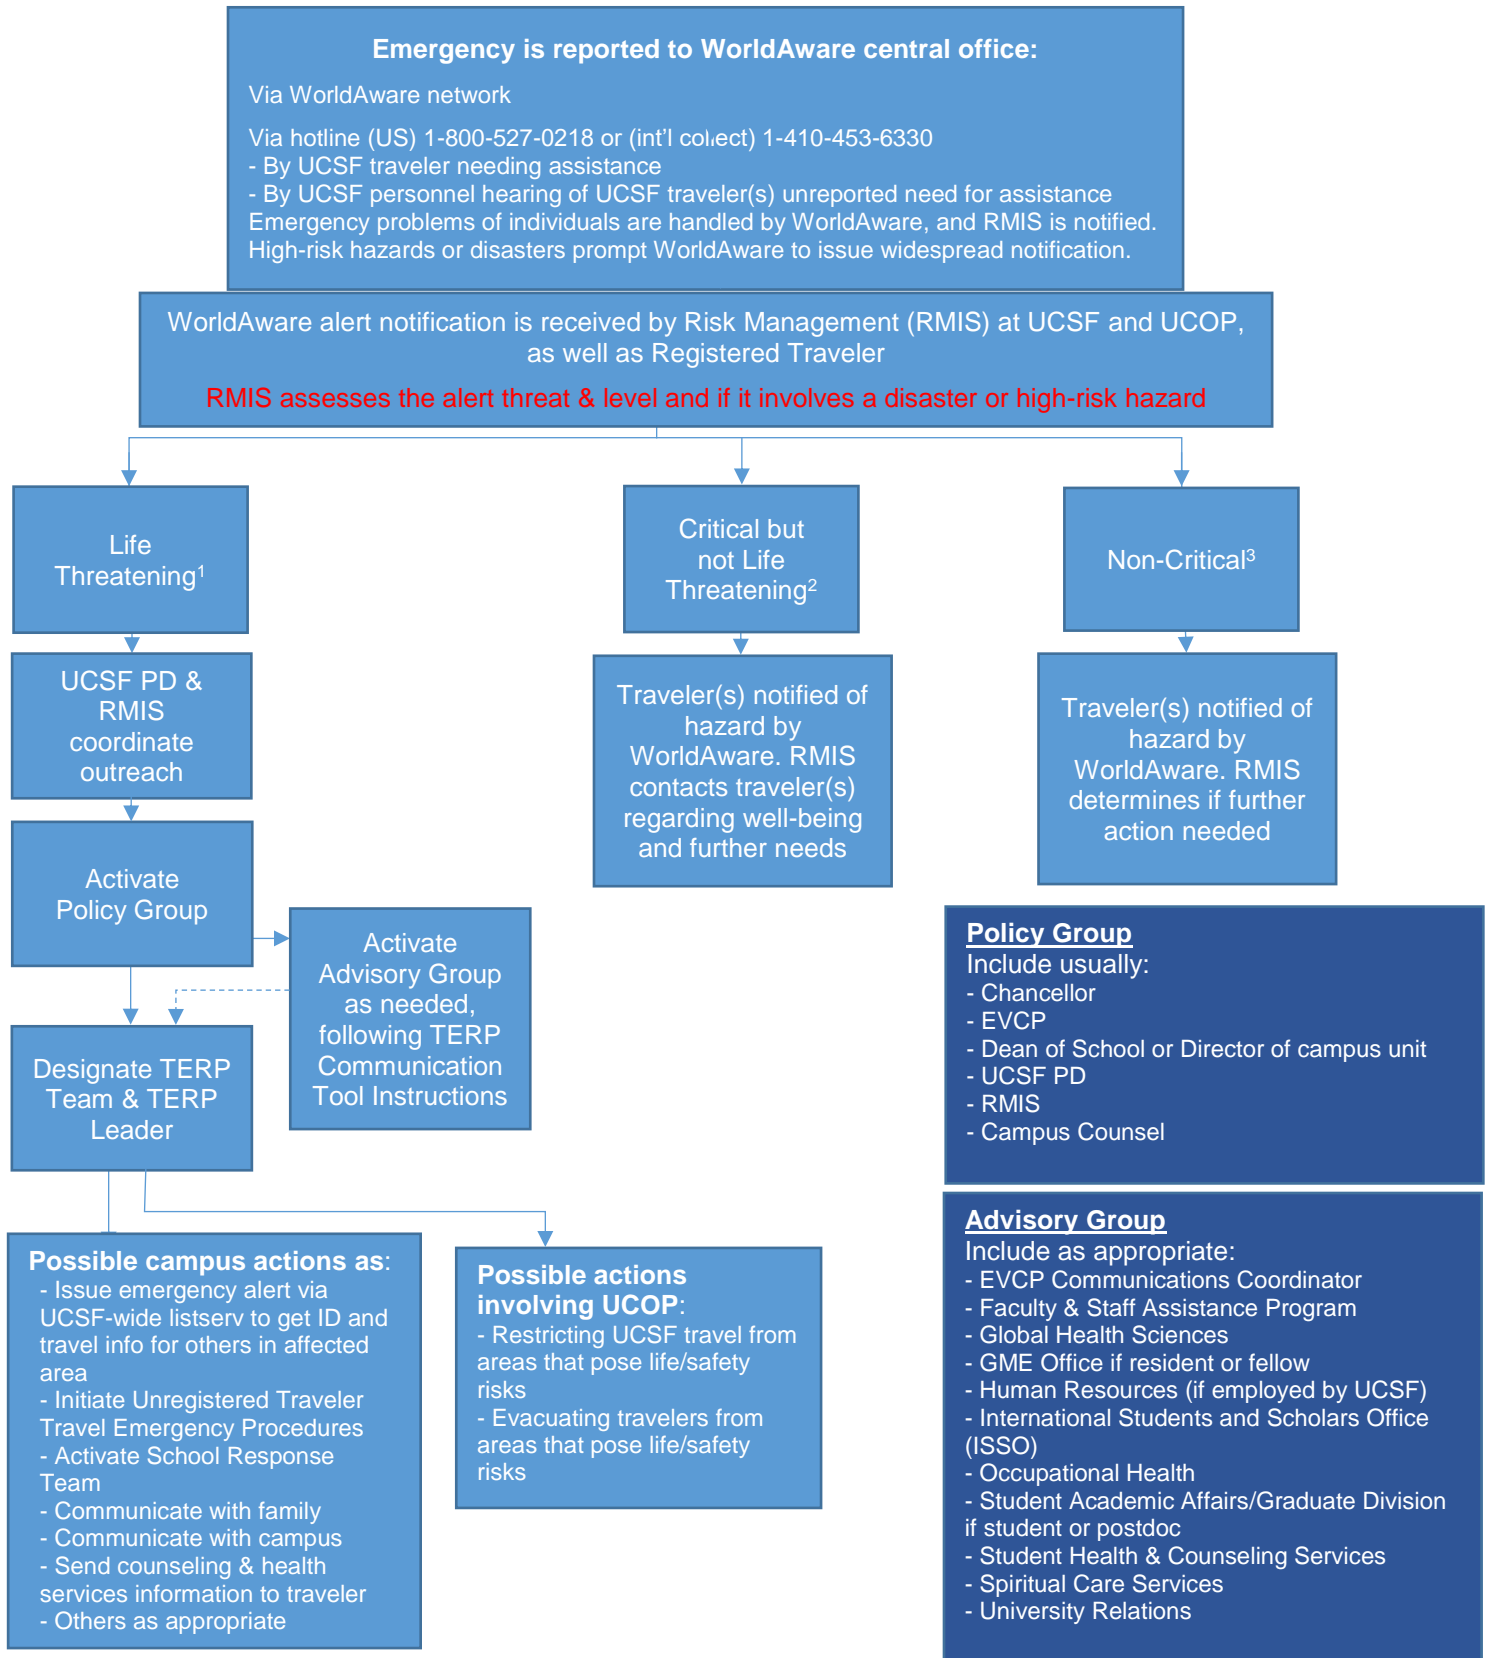 Emergency is reported to WorldAware central office:
Via WorldAware network
Via hotline (US) 1-800-527-0218 or (int'l collect) 1-410-453-6330
- By UCSF traveler needing assistance
- By UCSF personnel hearing of UCSF traveler(s) unreported need for assistance
Emergency problems of individuals are handled by WorldAware, and RMIS is notified.
High-risk hazards or disasters prompt WorldAware to issue widespread notification.
WorldAware alert notification is received by Risk Management (RMIS) at UCSF and UCOP,
as well as Registered Traveler
RMIS assesses the alert threat & level and if it involves a disaster or high-risk hazard
Life
Threatening¹
Critical but
not Life
Threatening²
Non-Critical³
UCSF PD &
RMIS
coordinate
outreach
Traveler(s) notified of
hazard by
WorldAware. RMIS
contacts traveler(s)
regarding well-being
and further needs
Traveler(s) notified of
hazard by
WorldAware. RMIS
determines if further
action needed
Activate
Policy Group
Activate
Advisory Group
as needed,
following TERP
Communication
Tool Instructions
Designate TERP
Team & TERP
Leader
Policy Group
Include usually:
- Chancellor
- EVCP
- Dean of School or Director of campus unit
- UCSF PD
- RMIS
- Campus Counsel
Possible campus actions as:
- Issue emergency alert via
UCSF-wide listserv to get ID and
travel info for others in affected
area
- Initiate Unregistered Traveler
Travel Emergency Procedures
- Activate School Response
Team
- Communicate with family
- Communicate with campus
- Send counseling & health
services information to traveler
- Others as appropriate
Possible actions
involving UCOP:
- Restricting UCSF travel from
areas that pose life/safety
risks
- Evacuating travelers from
areas that pose life/safety
risks
Advisory Group
Include as appropriate:
- EVCP Communications Coordinator
- Faculty & Staff Assistance Program
- Global Health Sciences
- GME Office if resident or fellow
- Human Resources (if employed by UCSF)
- International Students and Scholars Office
(ISSO)
- Occupational Health
- Student Academic Affairs/Graduate Division
if student or postdoc
- Student Health & Counseling Services
- Spiritual Care Services
- University Relations